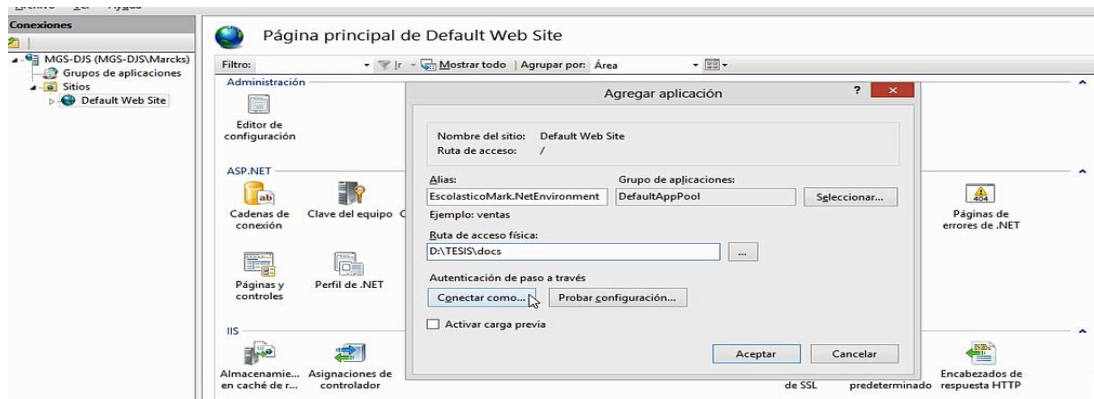 Archivo Ver Ayuda
Conexiones
MGS-DJS (MGS-DJS\Marcks)
Grupos de aplicaciones
Sitios
Default Web Site
Página principal de Default Web Site
Filtro: Ir Mostrar todo Agrupar por: Área
Administración
Editor de
configuración
ASP.NET
Cadenas de
conexión
Clave del equipo
Páginas de
errores de .NET
Páginas y
controles
Perfil de .NET
IIS
Almacenamie...
en caché de r...
Asignaciones de
controlador
de SSL
predeterminado
Encabezados de
respuesta HTTP
Agregar aplicación
Nombre del sitio: Default Web Site
Ruta de acceso: /
Alias: Grupo de aplicaciones:
EscolasticoMark.NetEnvironment DefaultAppPool Seleccionar...
Ejemplo: ventas
Ruta de acceso física:
D:\TESIS\docs ...
Autenticación de paso a través
Conectar como... Probar configuración...
Activar carga previa
Aceptar Cancelar